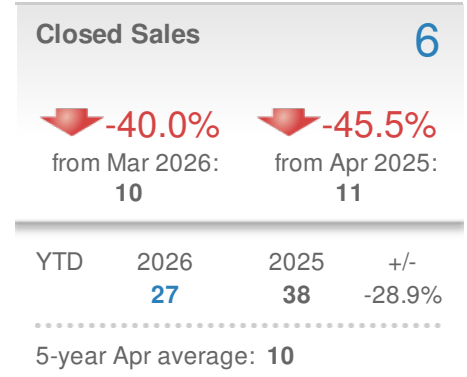 Closed Sales 6
-40.0% -45.5%
from Mar 2026: from Apr 2025:
10 11
YTD 2026 2025 +/-
27 38 -28.9%
5-year Apr average: 10